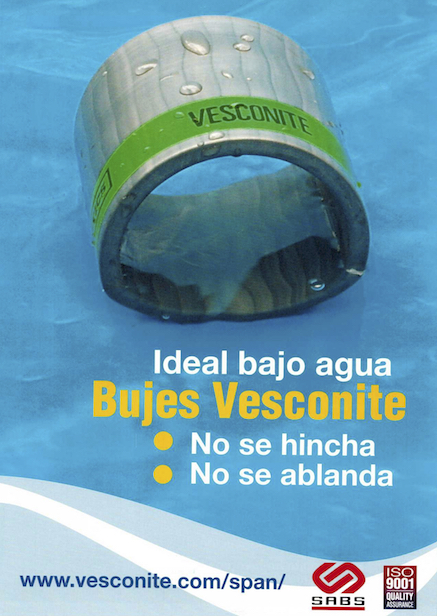 VESCONITE
Ideal bajo agua
Bujes Vesconite
No se hincha
No se ablanda
www.vesconite.com/span/
SABS
ISO
9001
QUALITY
ASSURANCE